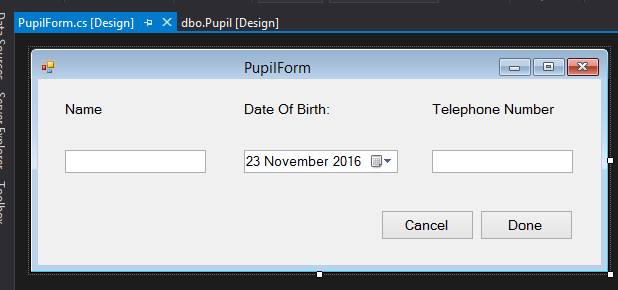 PupilForm.cs [Design]
dbo.Pupil [Design]
Data Sources
Server Explorer
Toolbox
PupilForm
Name
Date Of Birth:
Telephone Number
23 November 2016
Cancel
Done